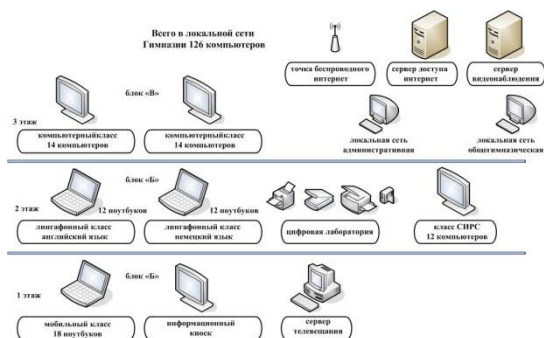 Всего в локальной сети
Гимназии 126 компьютеров
точка беспроводного
интернет
сервер доступа
интернет
сервер
видеонаблюдения
блок «В»
3 этаж
компьютерныйкласс
14 компьютеров
компьютерныйкласс
14 компьютеров
локальная сеть
административная
локальная сеть
общегимназическая
2 этаж
блок «Б»
12 ноутбуков
12 ноутбуков
лингафонный класс
английский язык
лингафонный класс
немецкий язык
цифровая лаборатория
класс СИРС
12 компьютеров
1 этаж
блок «Б»
мобильный класс
18 ноутбуков
информационный
киоск
сервер
телевещания